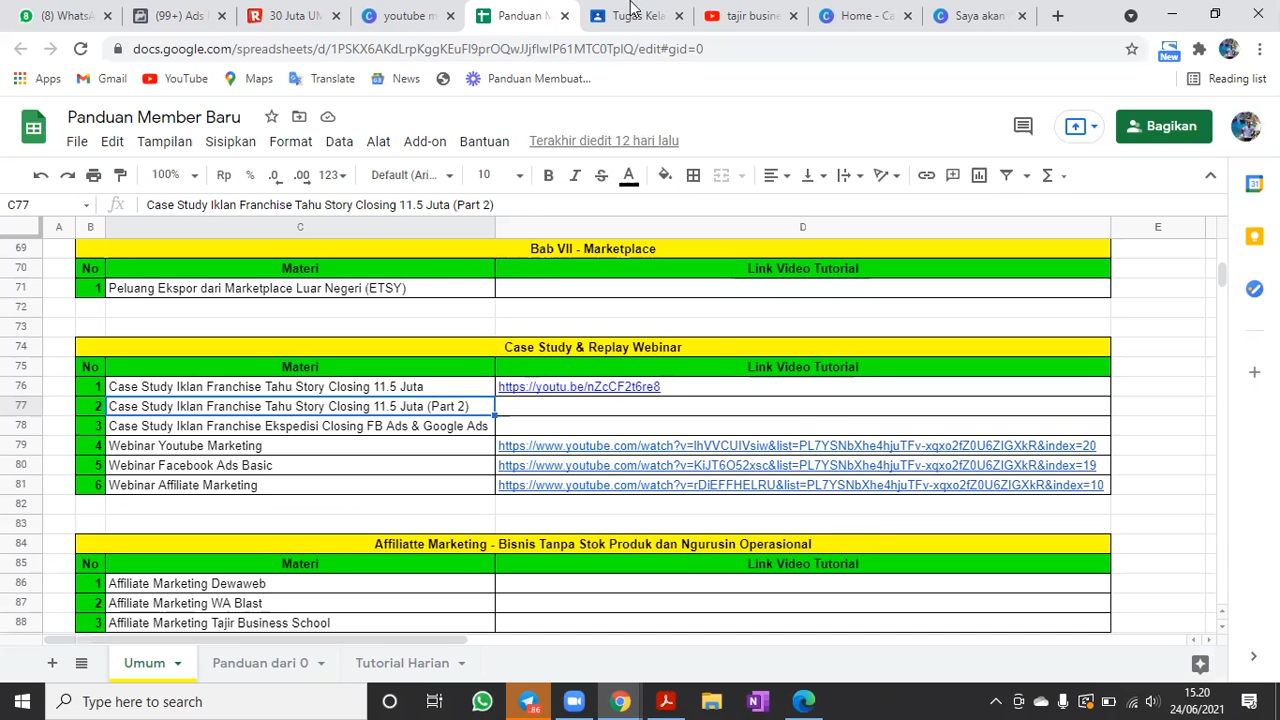 (8) WhatsA
(99+) Ads
30 Juta UM
youtube m
Panduan M
Tugas Kela
tajir busine
Home - Ca
Saya akan
docs.google.com/spreadsheets/d/1PSKX6AKdLrpKggKEuFI9prOQwJJjflwIP61MTC0TpIQ/edit#gid=0
New
Apps
Gmail
YouTube
Maps
Translate
News
Panduan Membuat...
Reading list
Panduan Member Baru
File Edit Tampilan Sisipkan Format Data Alat Add-on Bantuan Terakhir diedit 12 hari lalu
Bagikan
100% Rp % .0 .00 123 Default (Ari... 10 B I S A
C77 fx Case Study Iklan Franchise Tahu Story Closing 11.5 Juta (Part 2)
A B C D E
69 Bab VII - Marketplace
70 No Materi Link Video Tutorial
71 1 Peluang Ekspor dari Marketplace Luar Negeri (ETSY)
72
73
74 Case Study & Replay Webinar
75 No Materi Link Video Tutorial
76 1 Case Study Iklan Franchise Tahu Story Closing 11.5 Juta https://youtu.be/nZcCF2t6re8
77 2 Case Study Iklan Franchise Tahu Story Closing 11.5 Juta (Part 2)
78 3 Case Study Iklan Franchise Ekspedisi Closing FB Ads & Google Ads
79 4 Webinar Youtube Marketing https://www.youtube.com/watch?v=lhVVCUIVsiw&list=PL7YSNbXhe4hjuTFv-xqxo2fZ0U6ZIGXkR&index=20
80 5 Webinar Facebook Ads Basic https://www.youtube.com/watch?v=KiJT6O52xsc&list=PL7YSNbXhe4hjuTFv-xqxo2fZ0U6ZIGXkR&index=19
81 6 Webinar Affiliate Marketing https://www.youtube.com/watch?v=rDiEFFHELRU&list=PL7YSNbXhe4hjuTFv-xqxo2fZ0U6ZIGXkR&index=10
82
83
84 Affiliatte Marketing - Bisnis Tanpa Stok Produk dan Ngurusin Operasional
85 No Materi Link Video Tutorial
86 1 Affiliate Marketing Dewaweb
87 2 Affiliate Marketing WA Blast
88 3 Affiliate Marketing Tajir Business School
Umum Panduan dari 0 Tutorial Harian
Type here to search
86
15.20
24/06/2021